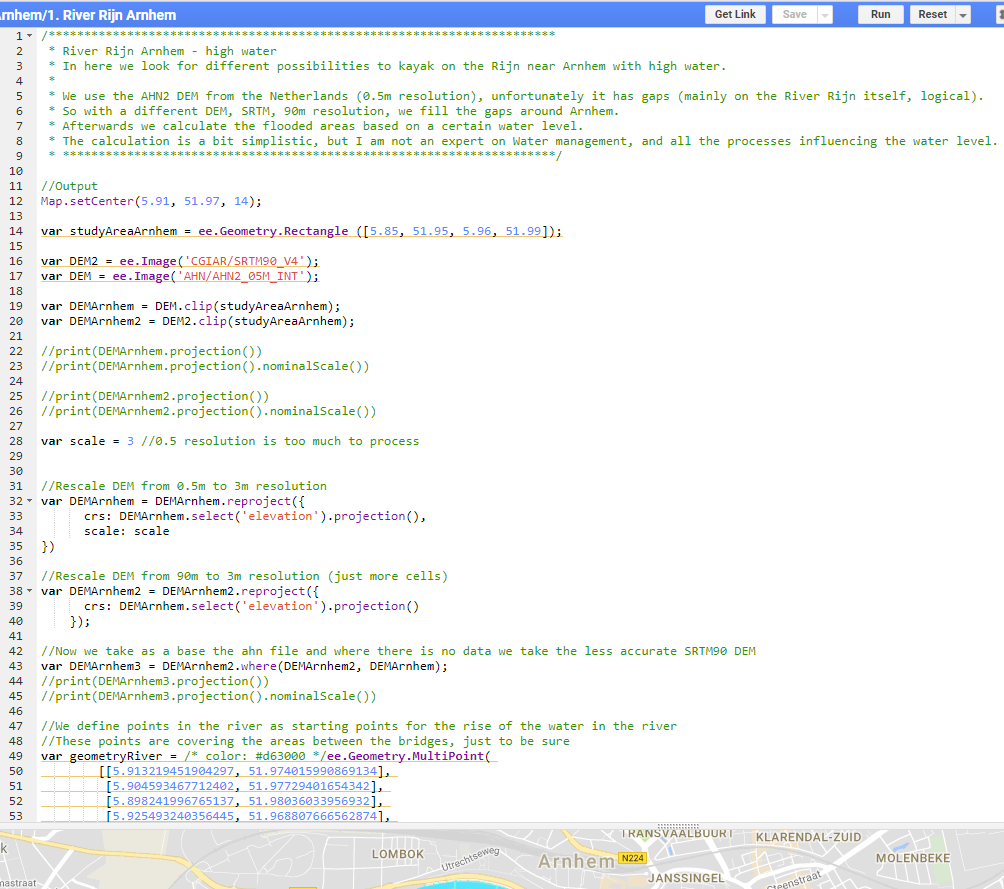 rnhem/1. River Rijn Arnhem
Get Link
Save
Run
Reset
1 /***********************************************************************
2 * River Rijn Arnhem - high water
3 * In here we look for different possibilities to kayak on the Rijn near Arnhem with high water.
4 *
5 * We use the AHN2 DEM from the Netherlands (0.5m resolution), unfortunately it has gaps (mainly on the River Rijn itself, logical).
6 * So with a different DEM, SRTM, 90m resolution, we fill the gaps around Arnhem.
7 * Afterwards we calculate the flooded areas based on a certain water level.
8 * The calculation is a bit simplistic, but I am not an expert on Water management, and all the processes influencing the water level.
9 * *********************************************************************/
10
11 //Output
12 Map.setCenter(5.91, 51.97, 14);
13
14 var studyAreaArnhem = ee.Geometry.Rectangle ([5.85, 51.95, 5.96, 51.99]);
15
16 var DEM2 = ee.Image('CGIAR/SRTM90_V4');
17 var DEM = ee.Image('AHN/AHN2_05M_INT');
18
19 var DEMArnhem = DEM.clip(studyAreaArnhem);
20 var DEMArnhem2 = DEM2.clip(studyAreaArnhem);
21
22 //print(DEMArnhem.projection())
23 //print(DEMArnhem.projection().nominalScale())
24
25 //print(DEMArnhem2.projection())
26 //print(DEMArnhem2.projection().nominalScale())
27
28 var scale = 3 //0.5 resolution is too much to process
29
30
31 //Rescale DEM from 0.5m to 3m resolution
32 var DEMArnhem = DEMArnhem.reproject({
33 crs: DEMArnhem.select('elevation').projection(),
34 scale: scale
35 })
36
37 //Rescale DEM from 90m to 3m resolution (just more cells)
38 var DEMArnhem2 = DEMArnhem2.reproject({
39 crs: DEMArnhem.select('elevation').projection()
40 });
41
42 //Now we take as a base the ahn file and where there is no data we take the less accurate SRTM90 DEM
43 var DEMArnhem3 = DEMArnhem2.where(DEMArnhem2, DEMArnhem);
44 //print(DEMArnhem3.projection())
45 //print(DEMArnhem3.projection().nominalScale())
46
47 //We define points in the river as starting points for the rise of the water in the river
48 //These points are covering the areas between the bridges, just to be sure
49 var geometryRiver = /* color: #d63000 */ee.Geometry.MultiPoint(
50 [[5.913219451904297, 51.974015990869134],
51 [5.904593467712402, 51.97729401654342],
52 [5.898241996765137, 51.98036033956932],
53 [5.925493240356445, 51.968807666562874],
TRANSVAALBUURT
KLARENDAL-ZUID
k
LOMBOK
Utrechtseweg
Arnhem
N224
MOLENBEKE
JANSSINGEL
Steenstraat
nastraat